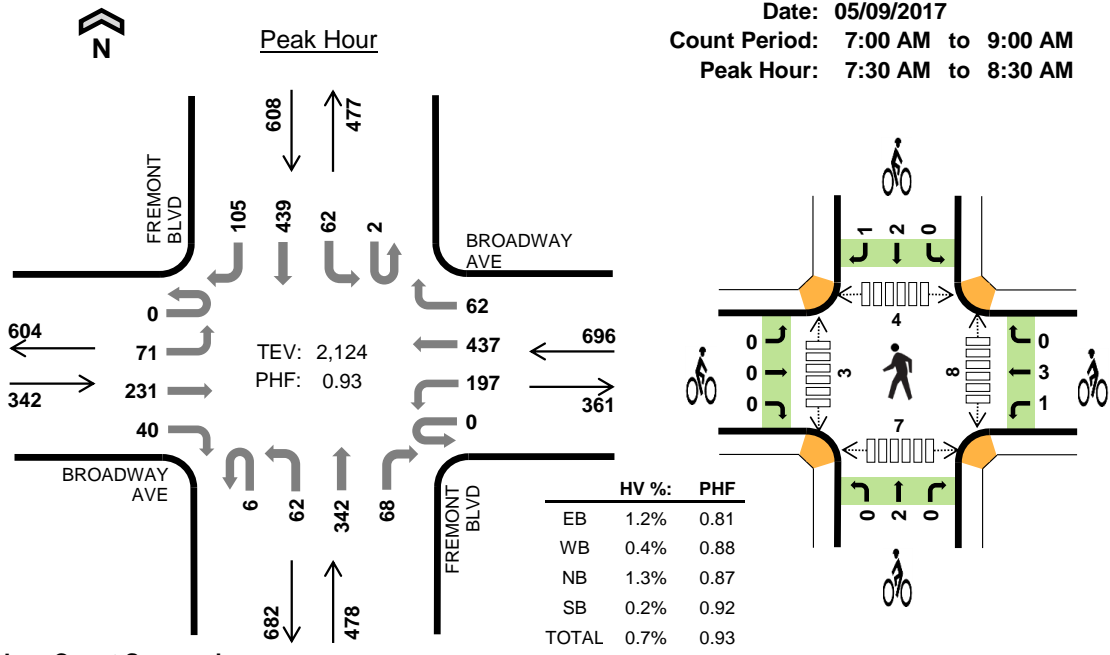 N
Peak Hour
Date: 05/09/2017
Count Period: 7:00 AM to 9:00 AM
Peak Hour: 7:30 AM to 8:30 AM
608
477
FREMONT
BLVD
105
439
62
2
BROADWAY
AVE
0
71
231
40
604
342
TEV: 2,124
PHF: 0.93
62
437
197
0
696
361
BROADWAY
AVE
6
62
342
68
FREMONT
BLVD
682
478
HV %: PHF
EB 1.2% 0.81
WB 0.4% 0.88
NB 1.3% 0.87
SB 0.2% 0.92
TOTAL 0.7% 0.93
1
2
0
4
0
0
0
3
8
0
3
1
7
0
2
0